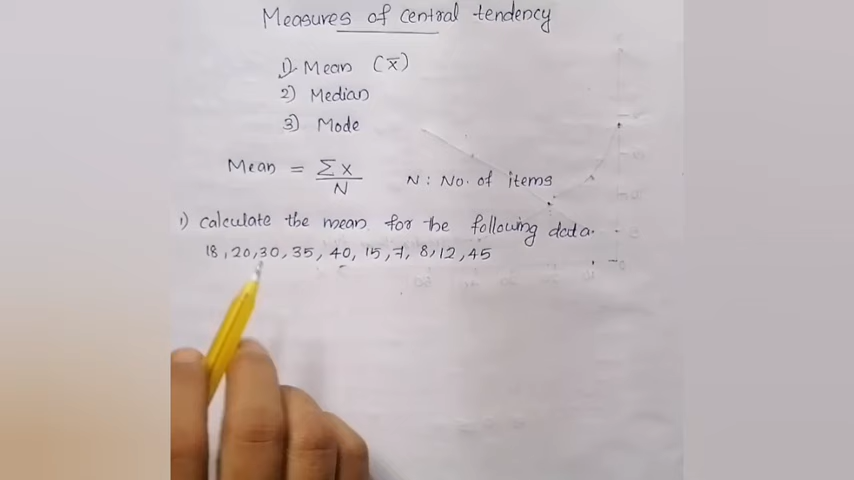 Measures of central tendency
1) Mean (x̄)
2) Median
3) Mode
Mean = Σx/N N : No. of items
1) calculate the mean for the following data.
18, 20, 30, 35, 40, 15, 7, 8, 12, 45